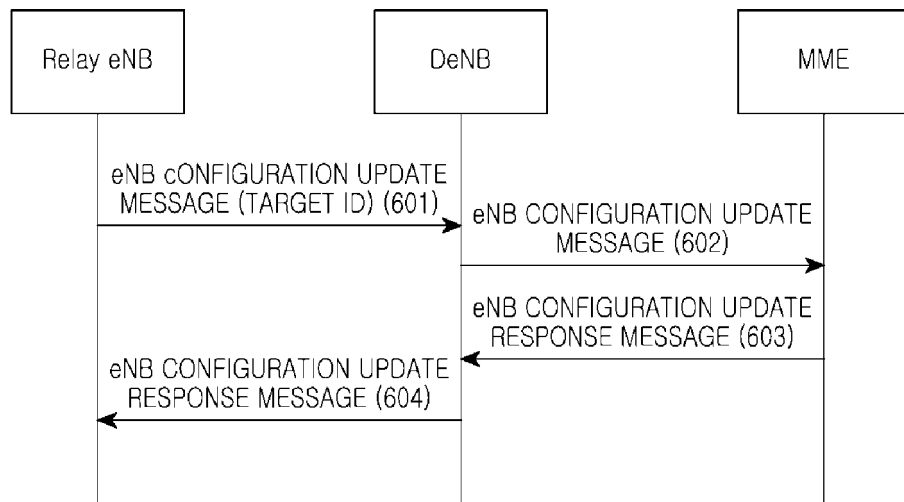 Relay eNB
DeNB
MME
eNB cONFIGURATION UPDATE
MESSAGE (TARGET ID) (601)
eNB CONFIGURATION UPDATE
MESSAGE (602)
eNB CONFIGURATION UPDATE
RESPONSE MESSAGE (603)
eNB CONFIGURATION UPDATE
RESPONSE MESSAGE (604)